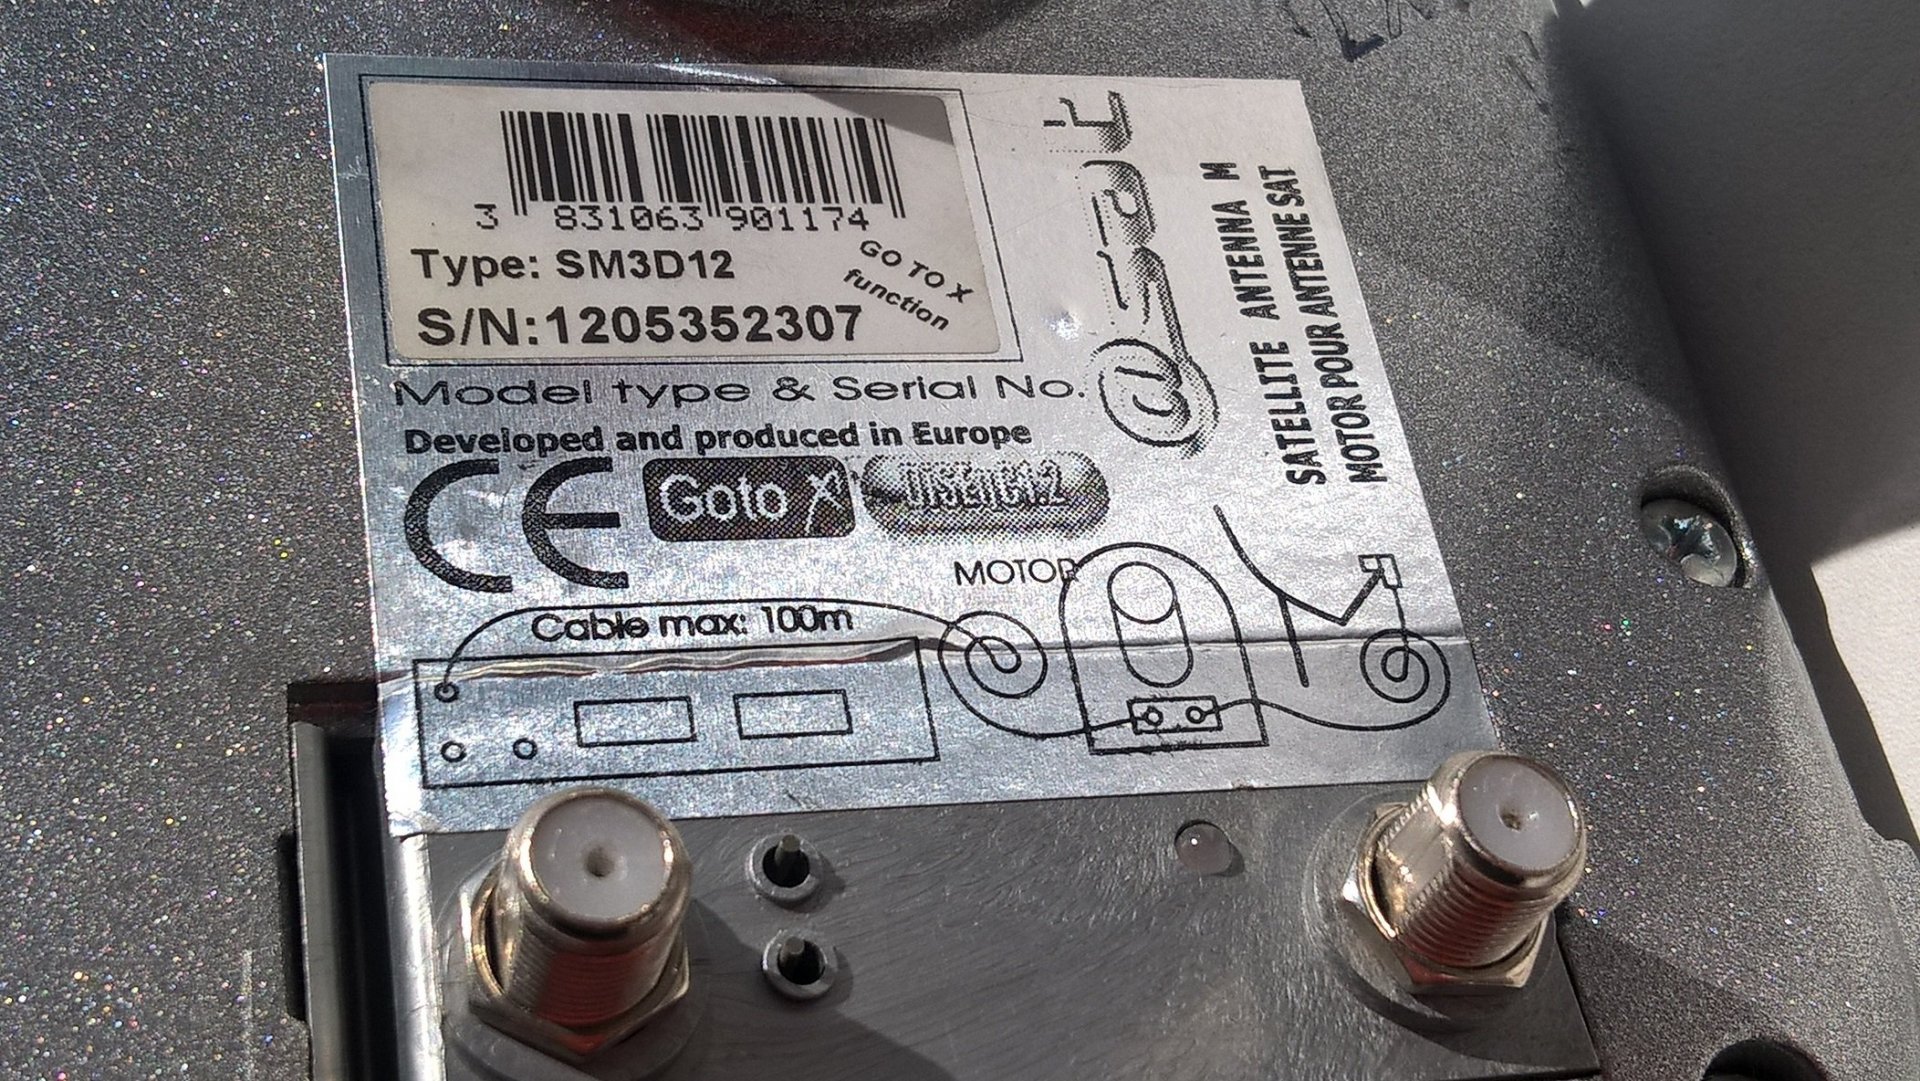 3 831063 901174
Type: SM3D12
GO TO X
function
S/N:1205352307
Model type & Serial No.
Developed and produced in Europe
CE
Goto X
MOTOR
Cable max: 100m
SATELLITE ANTENNA M
MOTOR POUR ANTENNE SAT